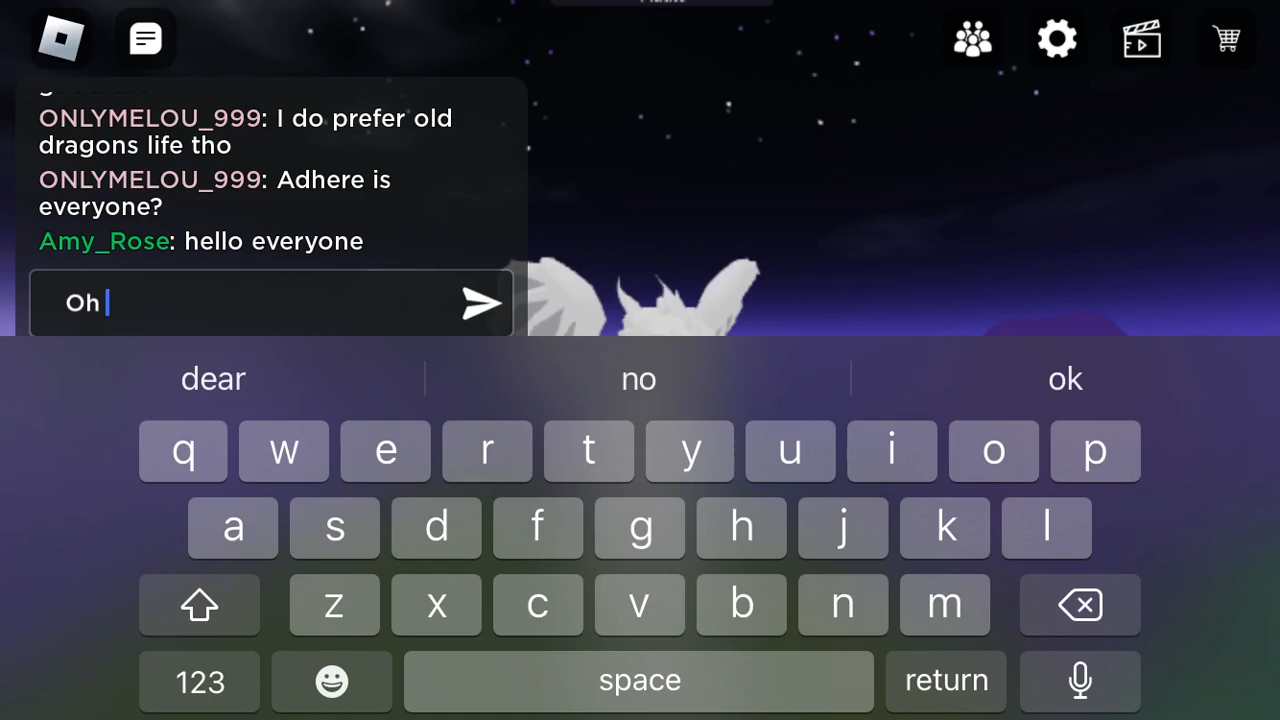 ONLYMELOU_999: I do prefer old
dragons life tho
ONLYMELOU_999: Adhere is
everyone?
Amy_Rose: hello everyone
Oh
dear no ok
q w e r t y u i o p
a s d f g h j k l
z x c v b n m
123 space return